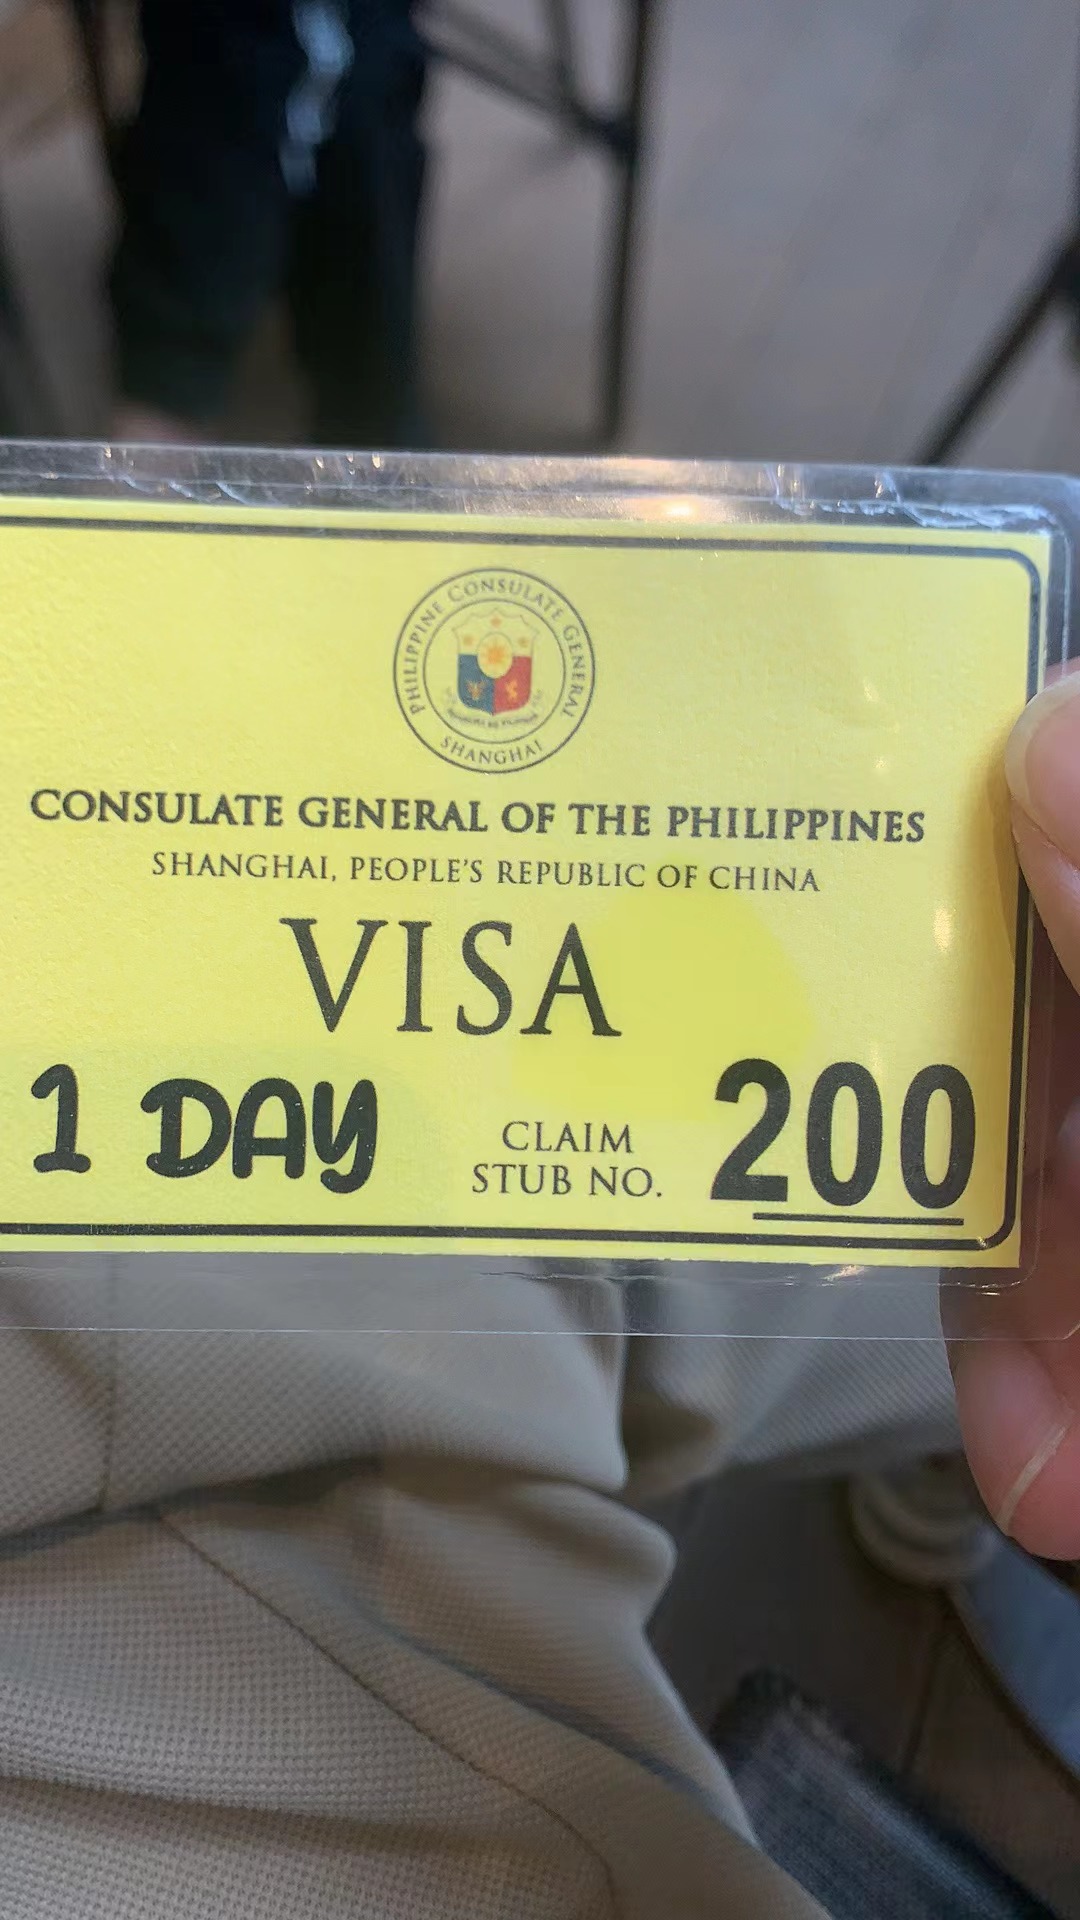 PHILIPPINE CONSULATE GENERAL
SHANGHAI
CONSULATE GENERAL OF THE PHILIPPINES
SHANGHAI, PEOPLE'S REPUBLIC OF CHINA
VISA
1 DAY
CLAIM
STUB NO.
200